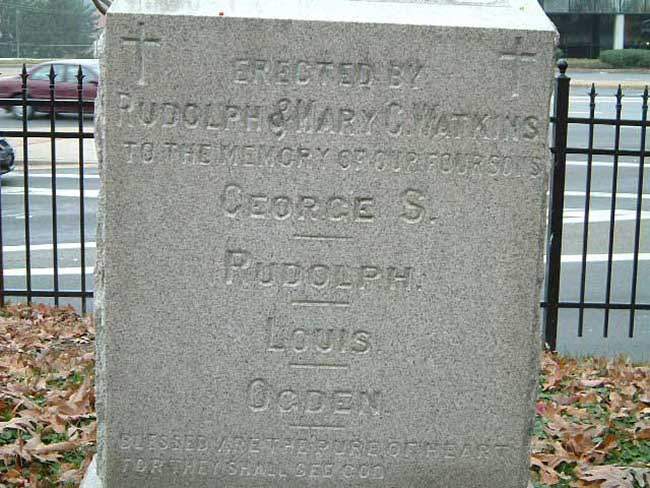 ERECTED BY
RUDOLPH & MARY C. WATKINS
TO THE MEMORY OF OUR FOUR SONS
GEORGE S.
RUDOLPH.
LOUIS
OGDEN
BLESSED ARE THE PURE OF HEART
FOR THEY SHALL SEE GOD